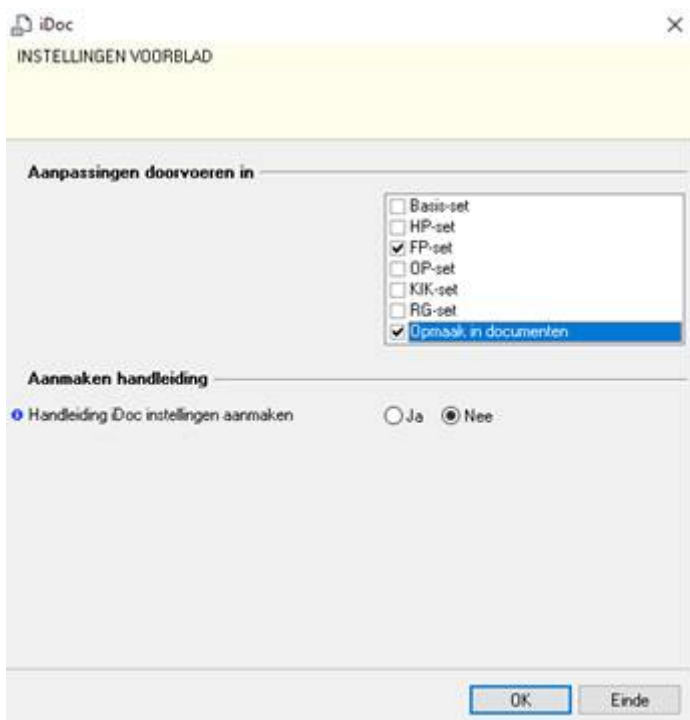 iDoc
INSTELLINGEN VOORBLAD
Aanpassingen doorvoeren in
Basis-set
HP-set
FP-set
OP-set
KIK-set
RG-set
Opmaak in documenten
Aanmaken handleiding
Handleiding iDoc instellingen aanmaken
Ja Nee
OK Einde